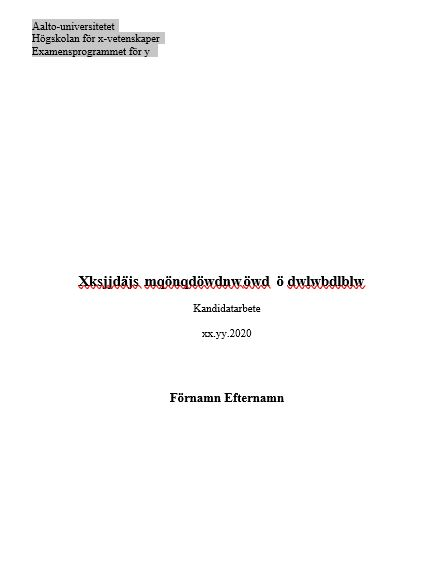 Aalto-universitetet
Högskolan för x-vetenskaper
Examensprogrammet för y
Xksjjdäjs mqönqdöwdnwöwd ö dwlwbdlblw
Kandidatarbete
xx.yy.2020
Förnamn Efternamn